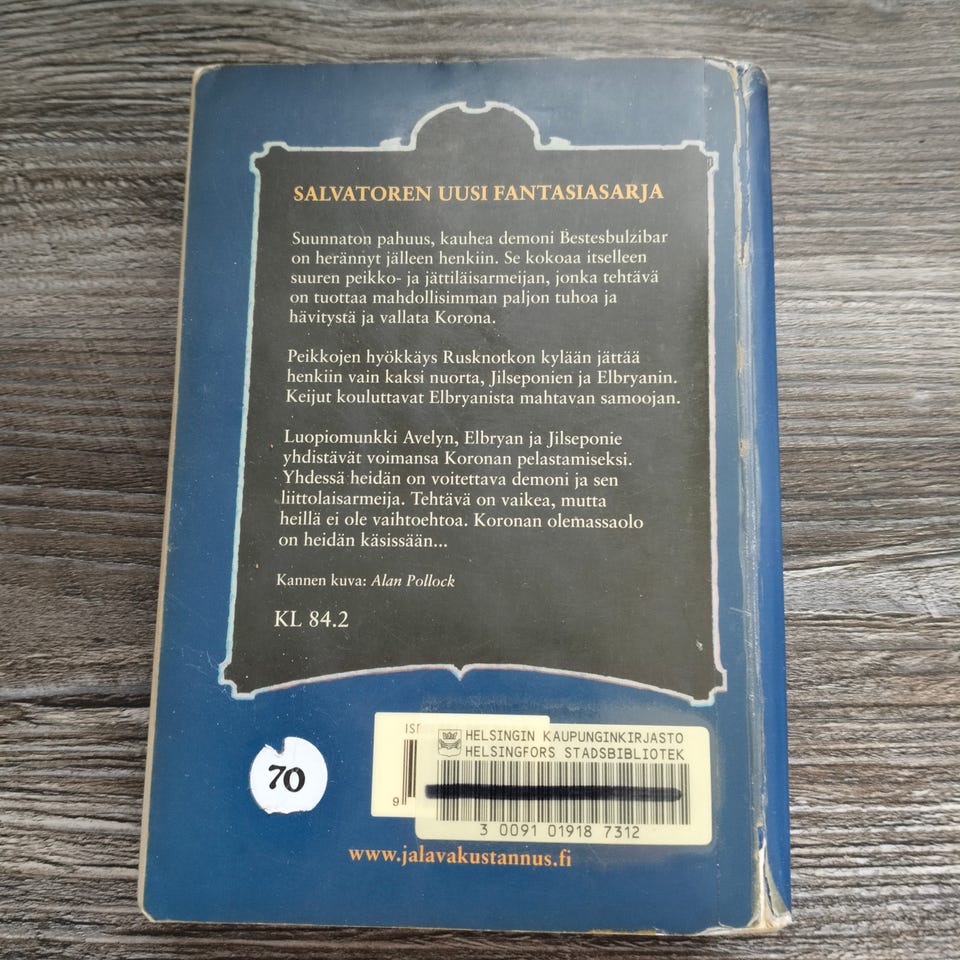 SALVATOREN UUSI FANTASIASARJA
Suunnaton pahuus, kauhea demoni Bestesbulzibar
on herännyt jälleen henkiin. Se kokoaa itselleen
suuren peikko- ja jättiläisarmeijan, jonka tehtävä
on tuottaa mahdollisimman paljon tuhoa ja
hävitystä ja vallata Korona.
Peikkojen hyökkäys Rusknotkon kylään jättää
henkiin vain kaksi nuorta, Jilseponien ja Elbryanin.
Keijut kouluttavat Elbryanista mahtavan samoojan.
Luopiomunkki Avelyn, Elbryan ja Jilseponie
yhdistävät voimansa Koronan pelastamiseksi.
Yhdessä heidän on voitettava demoni ja sen
liittolaisarmeija. Tehtävä on vaikea, mutta
heillä ei ole vaihtoehtoa. Koronan olemassaolo
on heidän käsissään...
Kannen kuva: Alan Pollock
KL 84.2
HELSINGIN KAUPUNGINKIRJASTO
HELSINGFORS STADSBIBLIOTEK
70
9
3 0091 01918 7312
www.jalavakustannus.fi